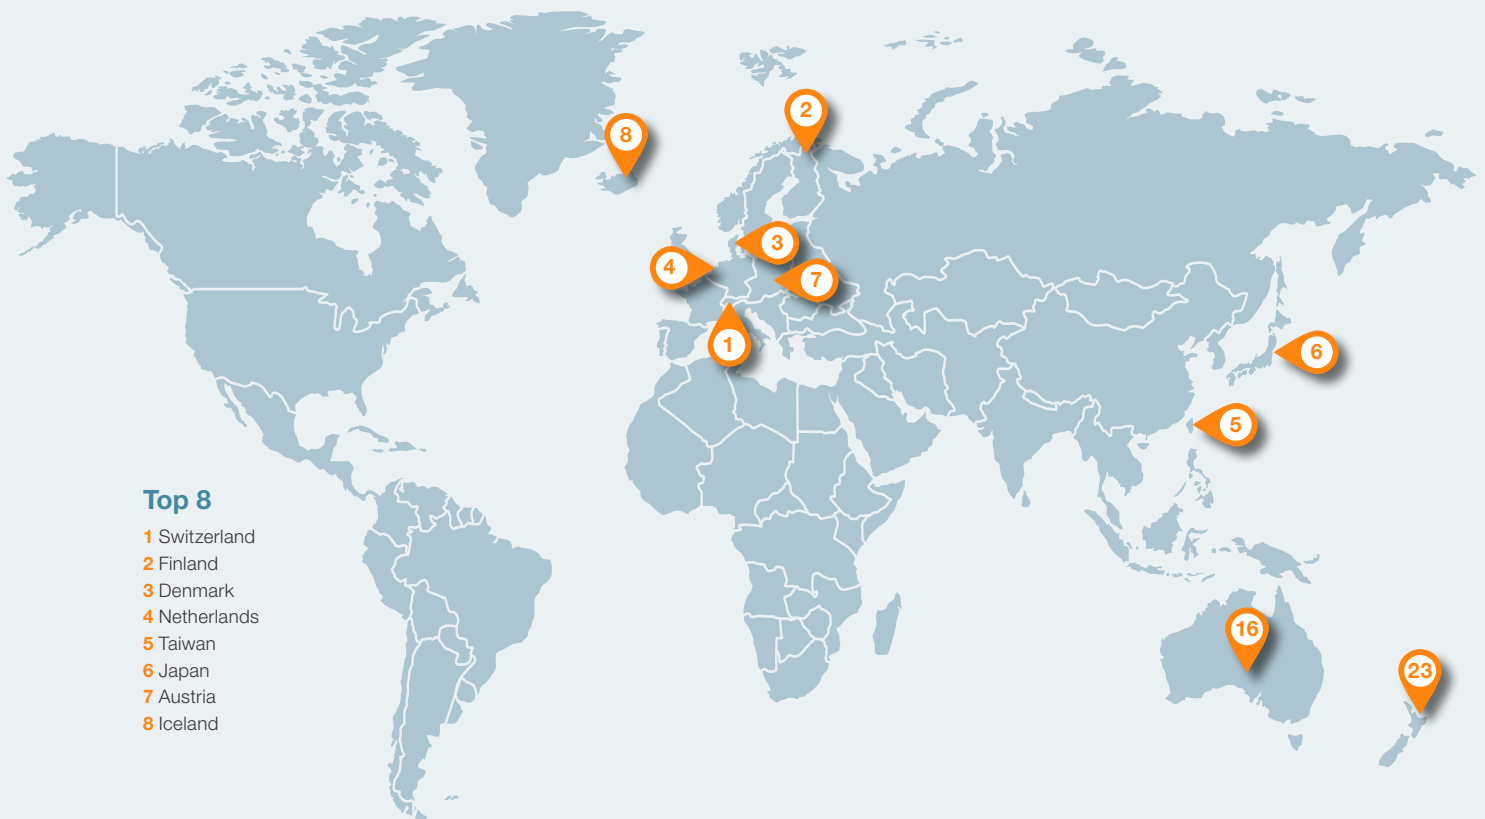 2
8
3
4
7
1
6
5
Top 8
1 Switzerland
2 Finland
3 Denmark
4 Netherlands
5 Taiwan
6 Japan
7 Austria
8 Iceland
16
23